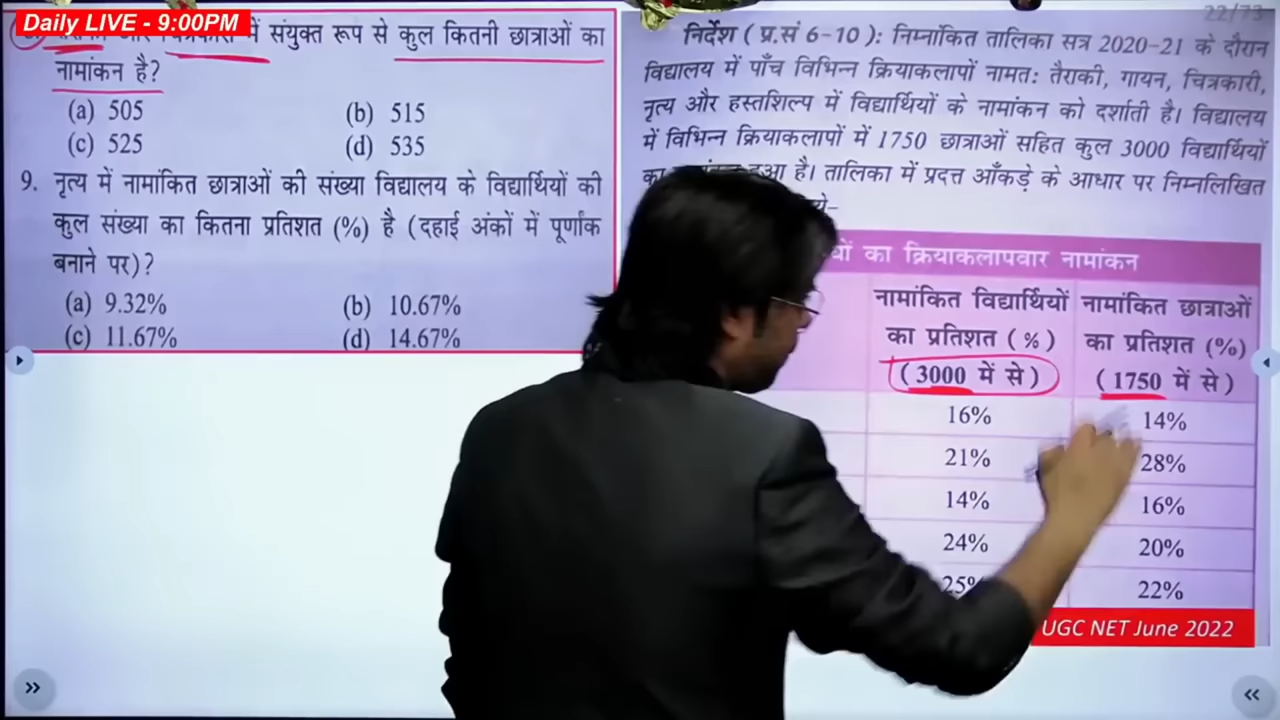 Daily LIVE - 9:00PM
में संयुक्त रूप से कुल कितनी छात्राओं का
नामांकन है?
(a) 505 (b) 515
(c) 525 (d) 535
9. नृत्य में नामांकित छात्राओं की संख्या विद्यालय के विद्यार्थियों की
कुल संख्या का कितना प्रतिशत (%) है (दहाई अंकों में पूर्णांक
बनाने पर)?
(a) 9.32% (b) 10.67%
(c) 11.67% (d) 14.67%
22/73
निर्देश ( प्र.सं 6-10 ): निम्नांकित तालिका सत्र 2020-21 के दौरान
विद्यालय में पाँच विभिन्न क्रियाकलापों नामत: तैराकी, गायन, चित्रकारी,
नृत्य और हस्तशिल्प में विद्यार्थियों के नामांकन को दर्शाती है। विद्यालय
में विभिन्न क्रियाकलापों में 1750 छात्राओं सहित कुल 3000 विद्यार्थियों
हुआ है। तालिका में प्रदत्त आँकड़े के आधार पर निम्नलिखित
का क्रियाकलापवार नामांकन
नामांकित विद्यार्थियों का प्रतिशत ( % ) ( 3000 में से )
नामांकित छात्राओं का प्रतिशत (%) ( 1750 में से )
16% 14%
21% 28%
14% 16%
24% 20%
25% 22%
UGC NET June 2022